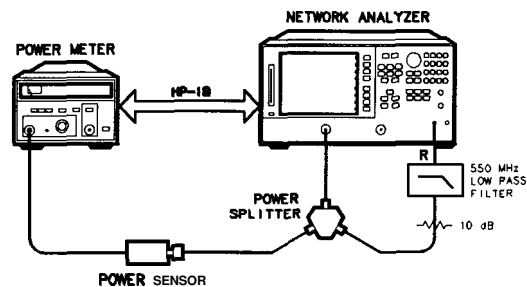 NETWORK ANALYZER
POWER METER
HP-IB
R
550 MHz
LOW PASS
FILTER
POWER
SPLITTER
10 dB
POWER SENSOR